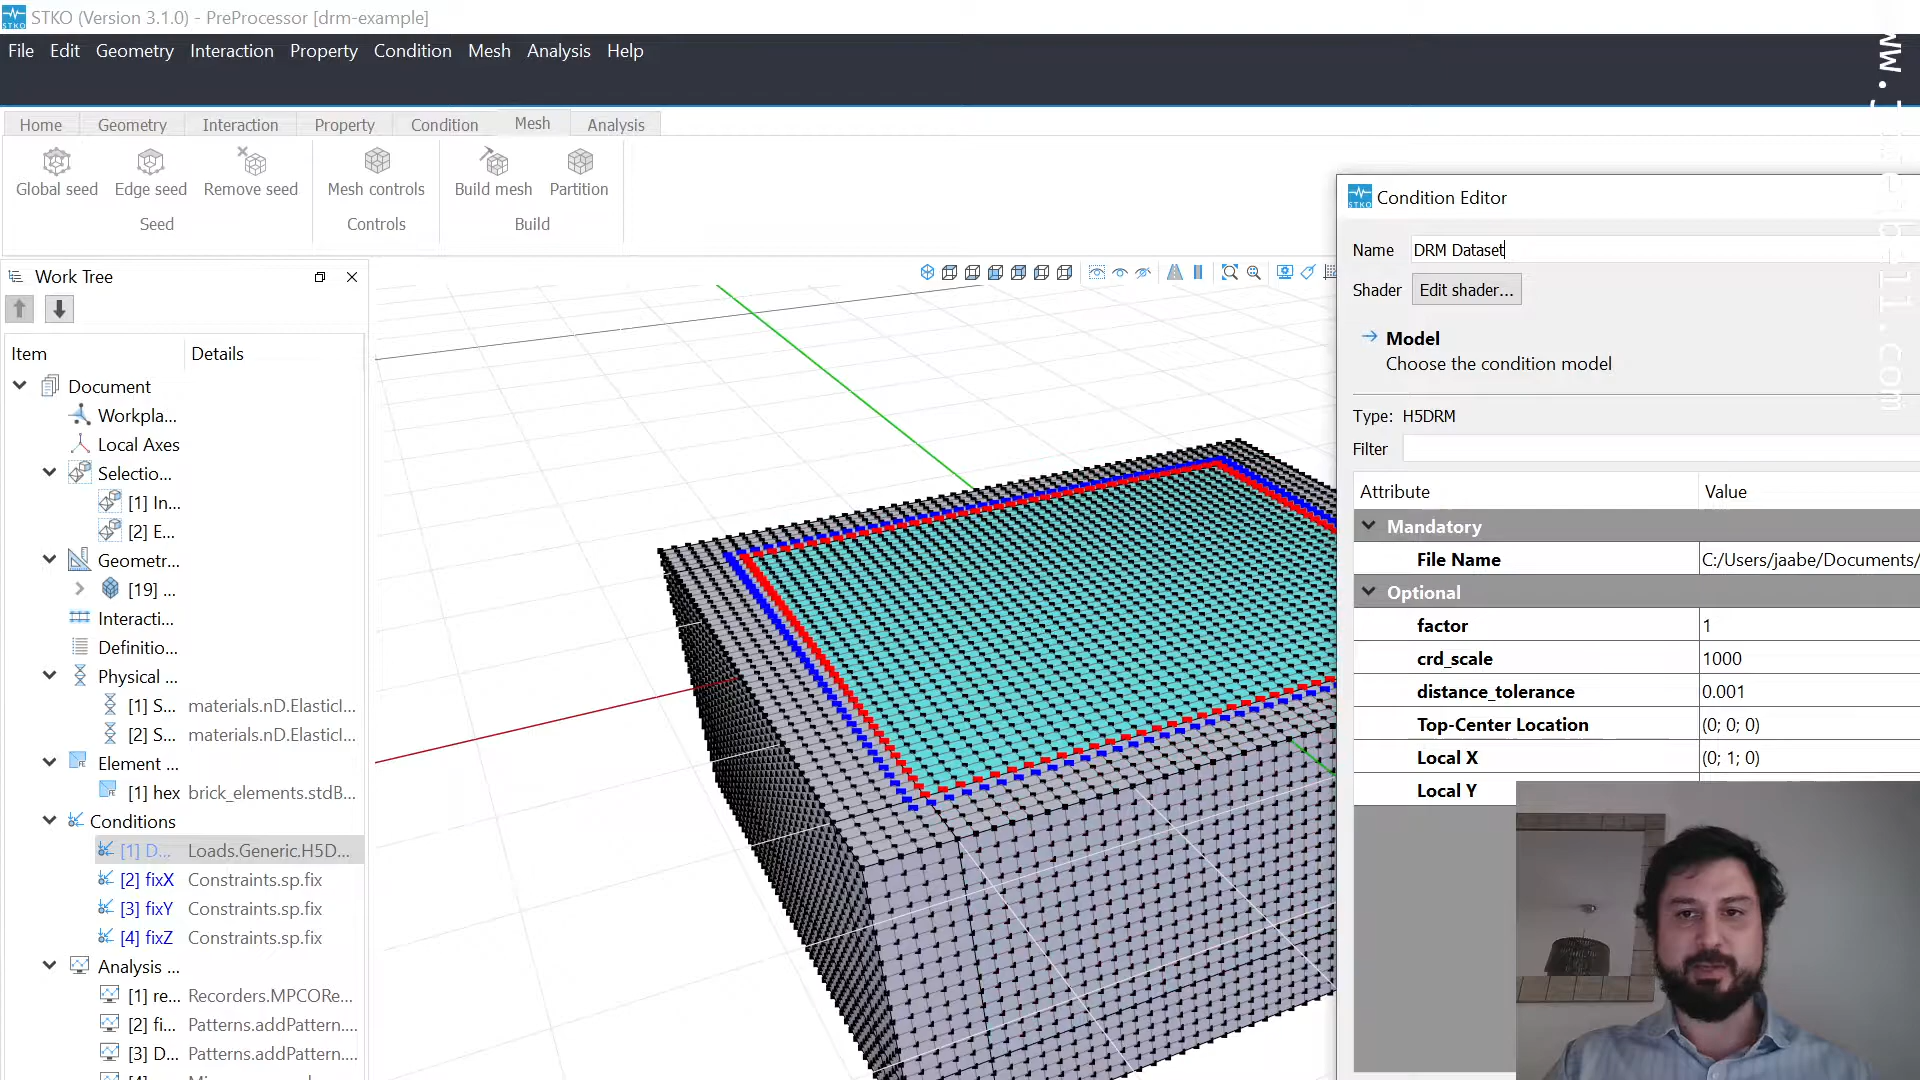 STKO (Version 3.1.0) - PreProcessor [drm-example]
File Edit Geometry Interaction Property Condition Mesh Analysis Help
Home Geometry Interaction Property Condition Mesh Analysis
Global seed Edge seed Remove seed Mesh controls Build mesh Partition
Seed Controls Build
Work Tree
Item Details
Document
Workpla...
Local Axes
Selectio...
[1] In...
[2] E...
Geometr...
[19] ...
Interacti...
Definitio...
Physical ...
[1] S... materials.nD.ElasticI...
[2] S... materials.nD.ElasticI...
Element ...
[1] hex brick_elements.stdB...
Conditions
[1] D... Loads.Generic.H5D...
[2] fixX Constraints.sp.fix
[3] fixY Constraints.sp.fix
[4] fixZ Constraints.sp.fix
Analysis ...
[1] re... Recorders.MPCORe...
[2] fi... Patterns.addPattern....
[3] D... Patterns.addPattern....
STKO Condition Editor
Name DRM Dataset
Shader Edit shader...
Model
Choose the condition model
Type: H5DRM
Filter
Attribute Value
Mandatory
File Name C:/Users/jaabe/Documents/
Optional
factor 1
crd_scale 1000
distance_tolerance 0.001
Top-Center Location (0; 0; 0)
Local X (0; 1; 0)
Local Y